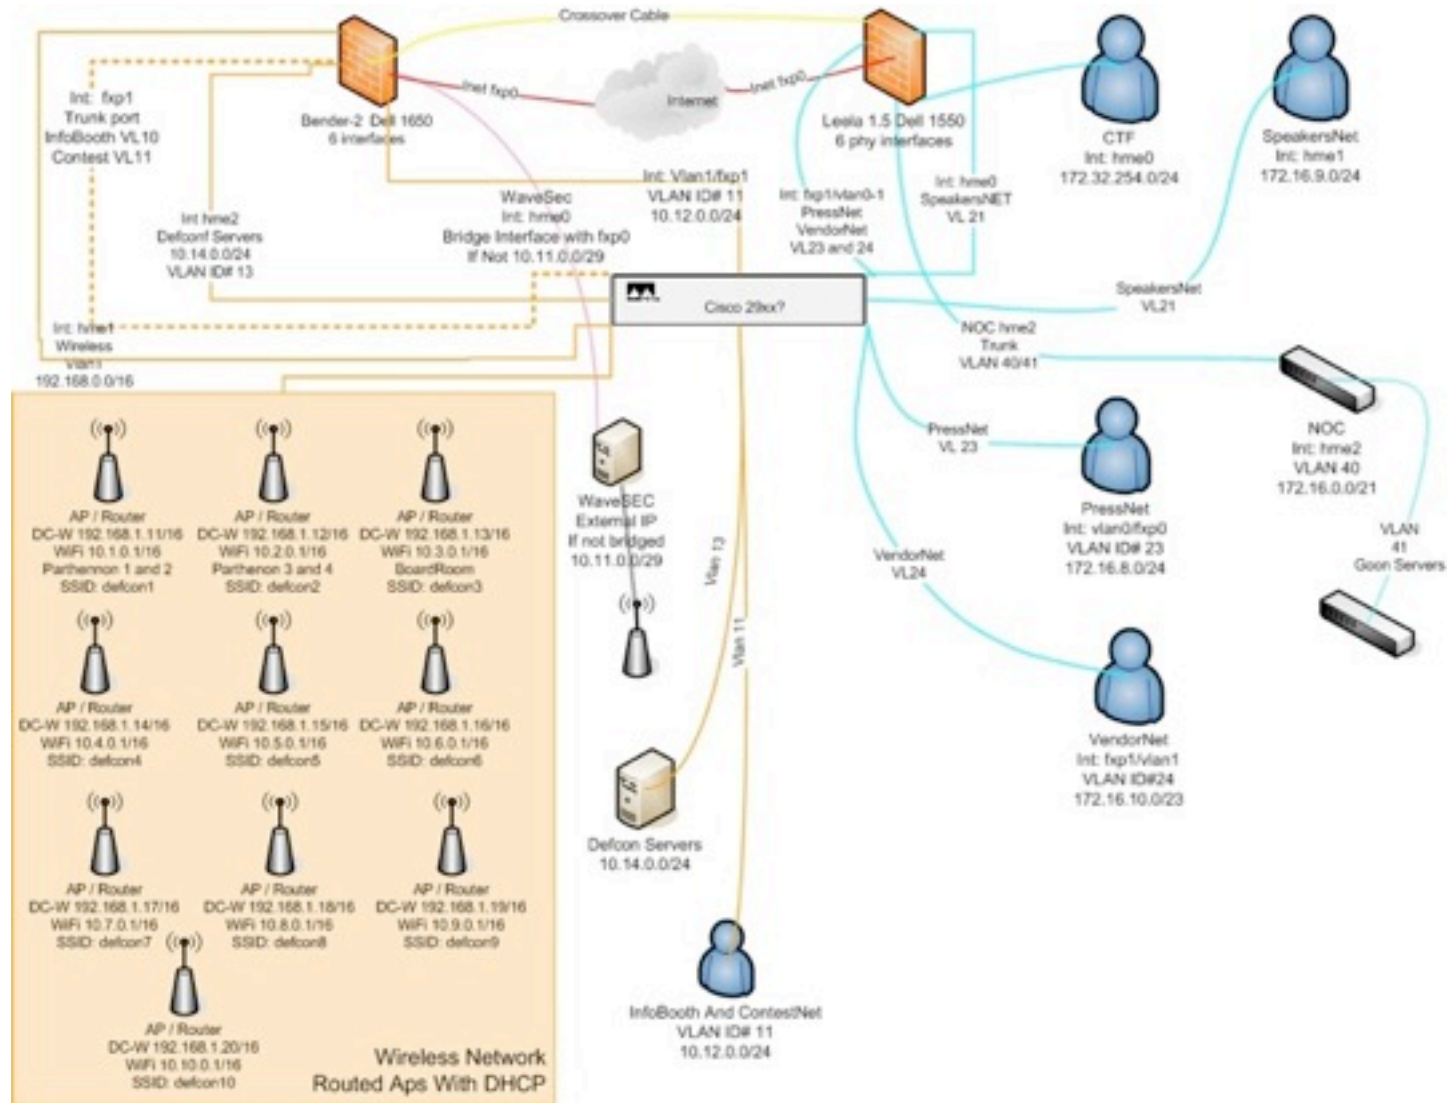 Crossover Cable
Inet fxp0
Internet
Inet fxp0
Bender-2 Dell 1650
6 interfaces
Leela 1.5 Dell 1550
6 phy interfaces
CTF
Int: hme0
172.32.254.0/24
SpeakersNet
Int: hme1
172.16.9.0/24
Int: fxp1
Trunk port
InfoBooth VL10
Contest VL11
Int hme2
Defconf Servers
10.14.0.0/24
VLAN ID# 13
WaveSec
Int: hme0
Bridge Interface with fxp0
If Not 10.11.0.0/29
Int: Vlan1/fxp1
VLAN ID# 11
10.12.0.0/24
Int: fxp1/vlan0-1
PressNet
VendorNet
VL23 and 24
Int: hme0
SpeakersNET
VL 21
Cisco 29xx?
SpeakersNet
VL21
Int: hme1
Wireless
Vlan1
192.168.0.0/16
NOC hme2
Trunk
VLAN 40/41
NOC
Int: hme2
VLAN 40
172.16.0.0/21
VLAN
41
Goon Servers
PressNet
VL 23
PressNet
Int: vlan0/fxp0
VLAN ID# 23
172.16.8.0/24
VendorNet
VL24
VendorNet
Int: fxp1/vlan1
VLAN ID#24
172.16.10.0/23
WaveSEC
External IP
If not bridged
10.11.0.0/29
Vlan 13
Vlan 11
Defcon Servers
10.14.0.0/24
InfoBooth And ContestNet
VLAN ID# 11
10.12.0.0/24
AP / Router
DC-W 192.168.1.11/16
WiFi 10.1.0.1/16
Parthennon 1 and 2
SSID: defcon1
AP / Router
DC-W 192.168.1.12/16
WiFi 10.2.0.1/16
Parthenon 3 and 4
SSID: defcon2
AP / Router
DC-W 192.168.1.13/16
WiFi 10.3.0.1/16
BoardRoom
SSID: defcon3
AP / Router
DC-W 192.168.1.14/16
WiFi 10.4.0.1/16
SSID: defcon4
AP / Router
DC-W 192.168.1.15/16
WiFi 10.5.0.1/16
SSID: defcon5
AP / Router
DC-W 192.168.1.16/16
WiFi 10.6.0.1/16
SSID: defcon6
AP / Router
DC-W 192.168.1.17/16
WiFi 10.7.0.1/16
SSID: defcon7
AP / Router
DC-W 192.168.1.18/16
WiFi 10.8.0.1/16
SSID: defcon8
AP / Router
DC-W 192.168.1.19/16
WiFi 10.9.0.1/16
SSID: defcon9
AP / Router
DC-W 192.168.1.20/16
WiFi 10.10.0.1/16
SSID: defcon10
Wireless Network
Routed Aps With DHCP